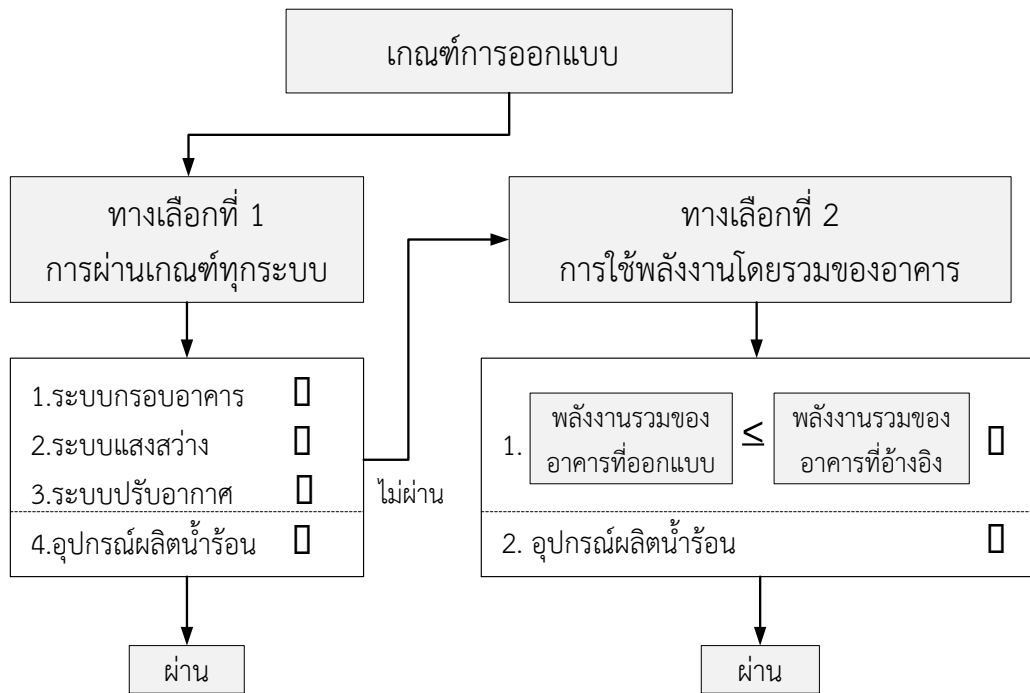 เกณฑ์การออกแบบ
ทางเลือกที่ 1
การผ่านเกณฑ์ทุกระบบ
1.ระบบกรอบอาคาร
2.ระบบแสงสว่าง
3.ระบบปรับอากาศ
4.อุปกรณ์ผลิตน้ำร้อน
ไม่ผ่าน
ผ่าน
ทางเลือกที่ 2
การใช้พลังงานโดยรวมของอาคาร
1. พลังงานรวมของ ≤ พลังงานรวมของ
อาคารที่ออกแบบ อาคารที่อ้างอิง
2. อุปกรณ์ผลิตน้ำร้อน
ผ่าน